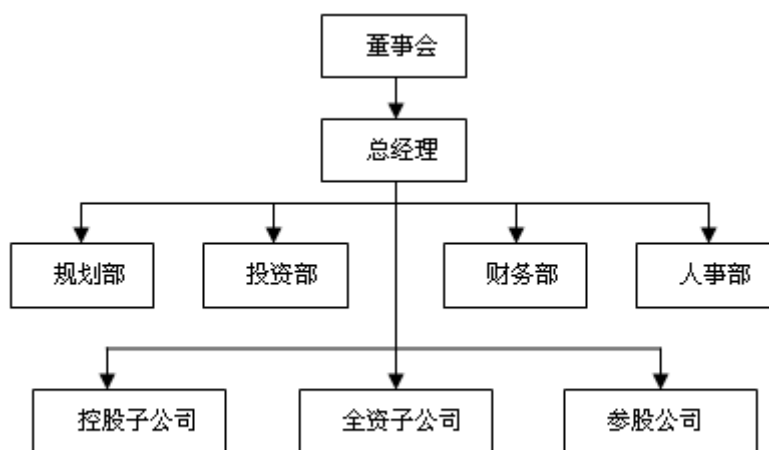 董事会
总经理
规划部
投资部
财务部
人事部
控股子公司
全资子公司
参股公司